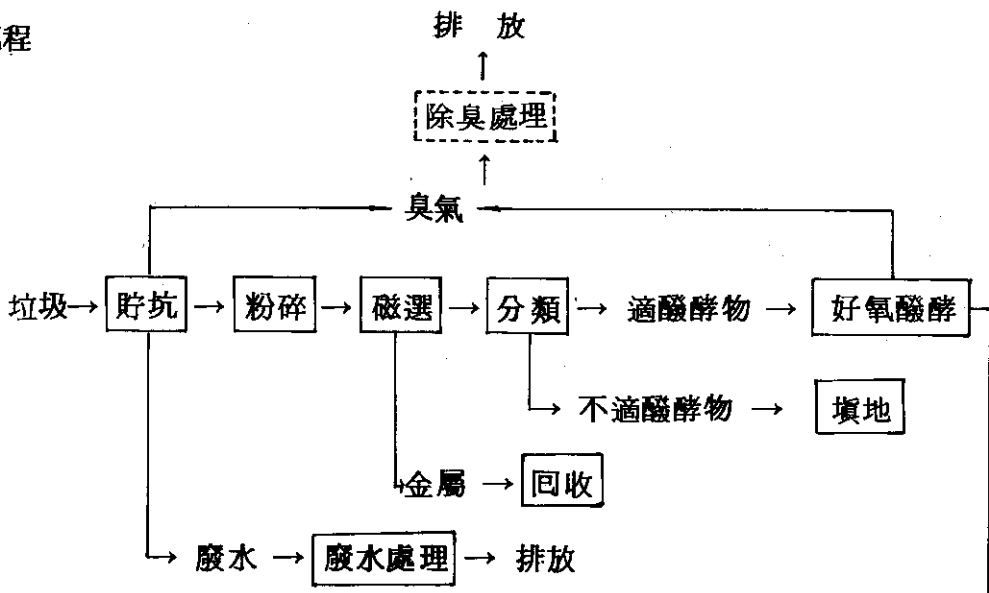 程
排 放
↑
除臭處理
↑
臭氣
垃圾→ 貯坑 → 粉碎 → 磁選 → 分類 → 適醱酵物 → 好氧醱酵
→ 不適醱酵物 → 塡地
→金屬 → 回收
→ 廢水 → 廢水處理 → 排放